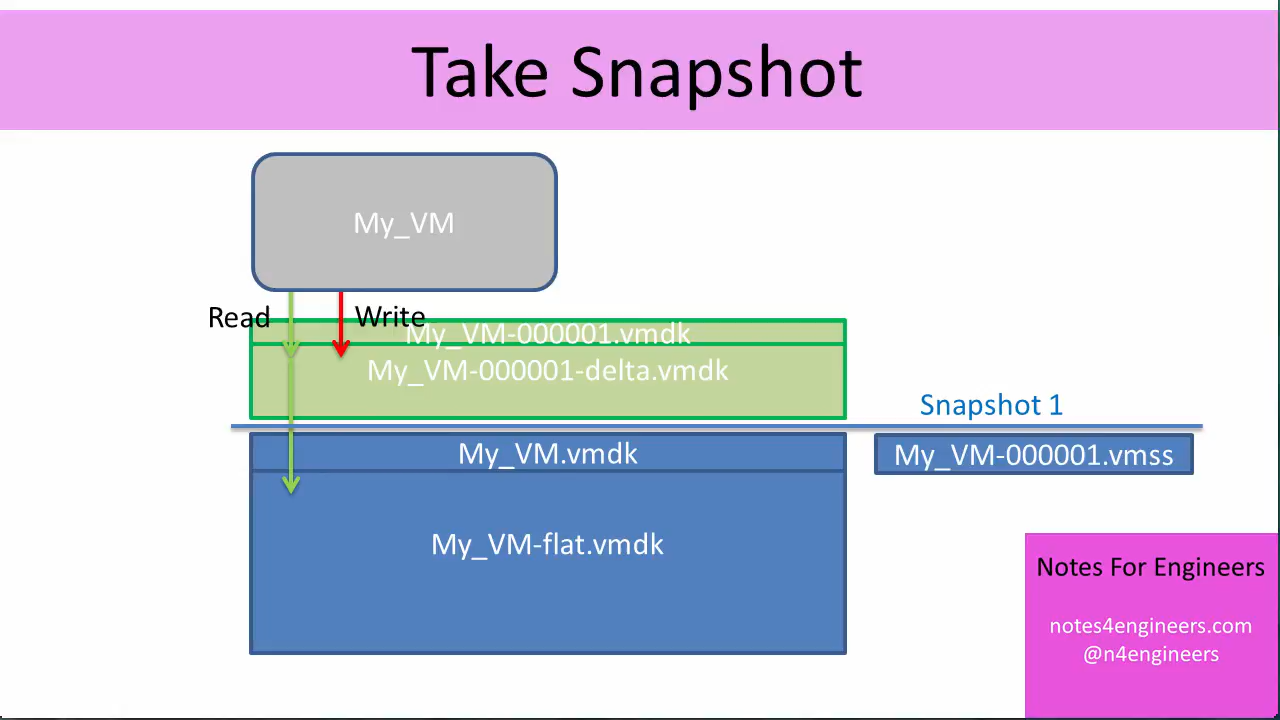 Take Snapshot
My_VM
Read
Write
My_VM-000001.vmdk
My_VM-000001-delta.vmdk
Snapshot 1
My_VM.vmdk
My_VM-000001.vmss
My_VM-flat.vmdk
Notes For Engineers
notes4engineers.com
@n4engineers